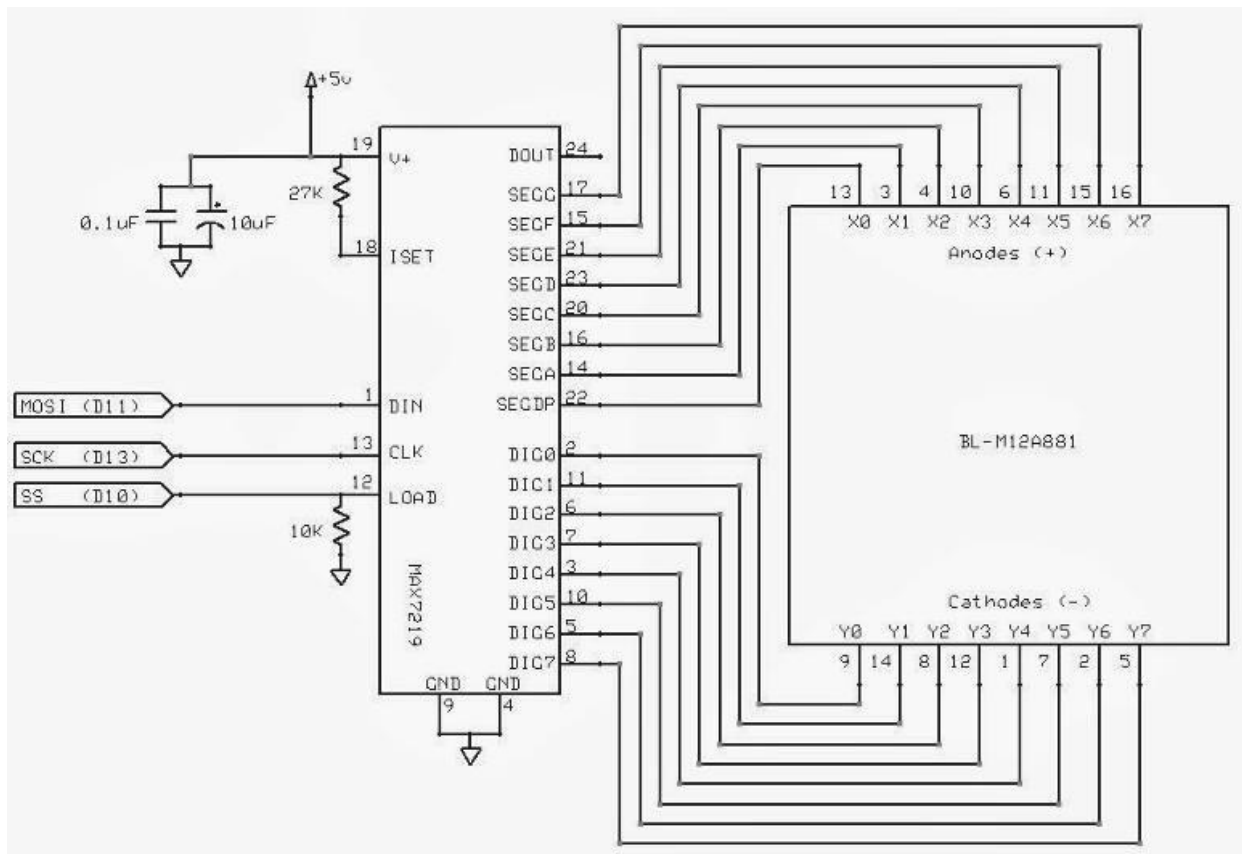 +5v
19 V+
27K
0.1uF 10uF
18 ISET
MOSI (D11) 1 DIN
SCK (D13) 13 CLK
SS (D10) 12 LOAD
10K
MAX7219
GND GND
9 4
DOUT 24
SEGG 17
SEGF 15
SEGE 21
SEGD 23
SEGC 20
SEGB 16
SEGA 14
SEGDP 22
DIG0 2
DIG1 11
DIG2 6
DIG3 7
DIG4 3
DIG5 10
DIG6 5
DIG7 8
13 3 4 10 6 11 15 16
X0 X1 X2 X3 X4 X5 X6 X7
Anodes (+)
BL-M12A881
Cathodes (-)
Y0 Y1 Y2 Y3 Y4 Y5 Y6 Y7
9 14 8 12 1 7 2 5